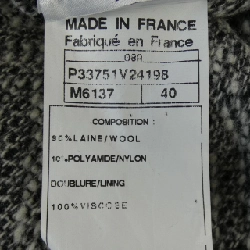 MADE IN FRANCE
Fabriqué en France
P33751V24198
M6137 40
COMPOSITION :
90%LAINE/WOOL
10%POLYAMIDE/NYLON
DOUBLURE/LINING
100%VISCOSE